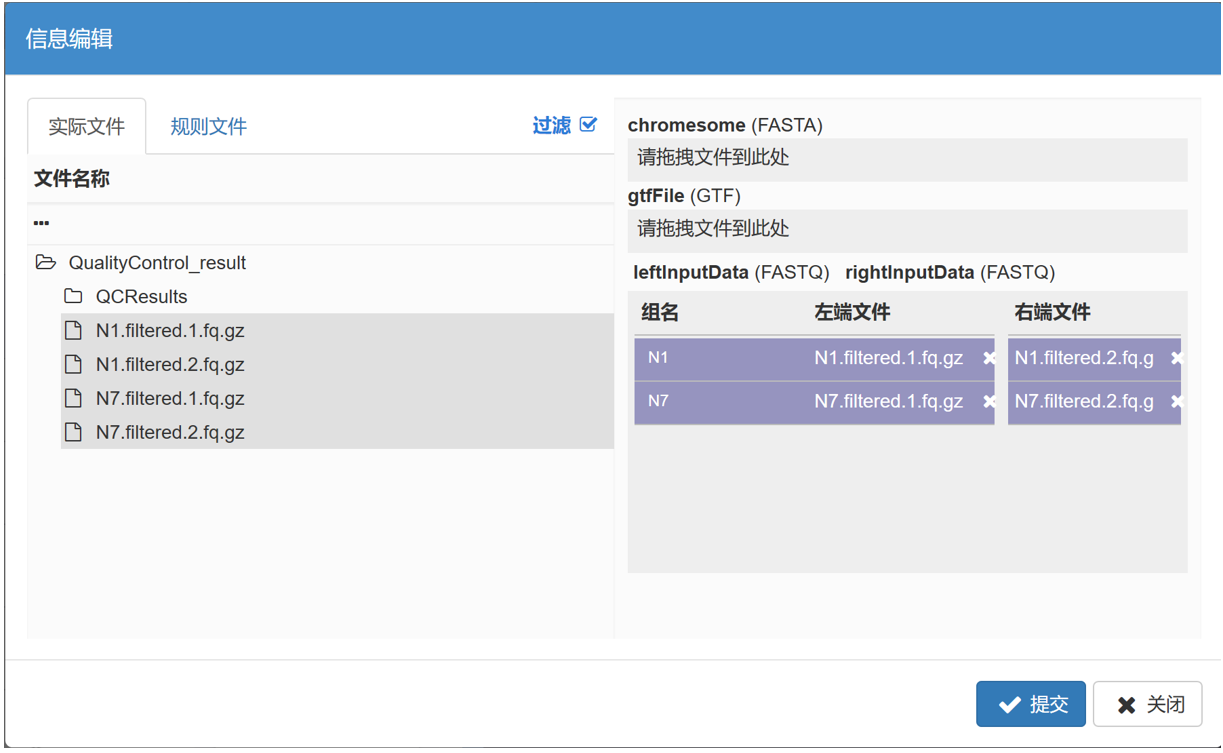 信息编辑
实际文件 规则文件 过滤
文件名称
...
QualityControl_result
QCResults
N1.filtered.1.fq.gz
N1.filtered.2.fq.gz
N7.filtered.1.fq.gz
N7.filtered.2.fq.gz
chromesome (FASTA)
请拖拽文件到此处
gtfFile (GTF)
请拖拽文件到此处
leftInputData (FASTQ) rightInputData (FASTQ)
组名 左端文件 右端文件
N1 N1.filtered.1.fq.gz N1.filtered.2.fq.g
N7 N7.filtered.1.fq.gz N7.filtered.2.fq.g
提交 关闭